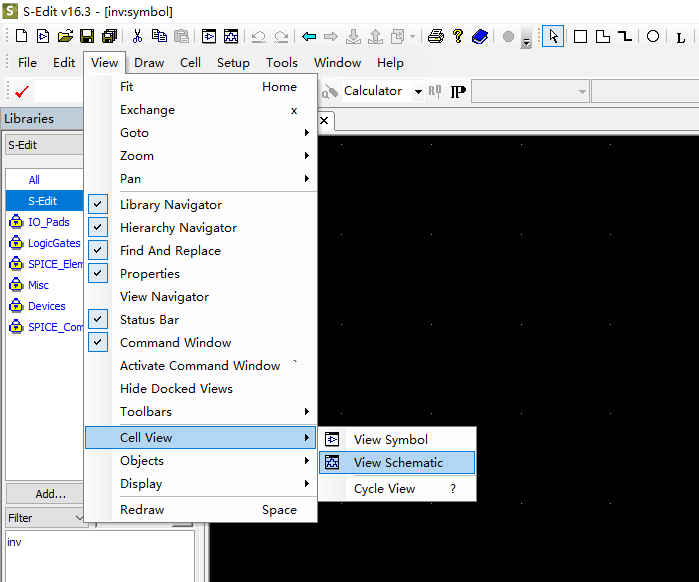 S-Edit v16.3 - [inv:symbol]
File Edit View Draw Cell Setup Tools Window Help
Calculator
Libraries
S-Edit
All
S-Edit
IO_Pads
LogicGates
SPICE_Elem
Misc
Devices
SPICE_Com
Add...
Filter
inv
Fit Home
Exchange x
Goto
Zoom
Pan
Library Navigator
Hierarchy Navigator
Find And Replace
Properties
View Navigator
Status Bar
Command Window
Activate Command Window `
Hide Docked Views
Toolbars
Cell View
Objects
Display
Redraw Space
View Symbol
View Schematic
Cycle View ?